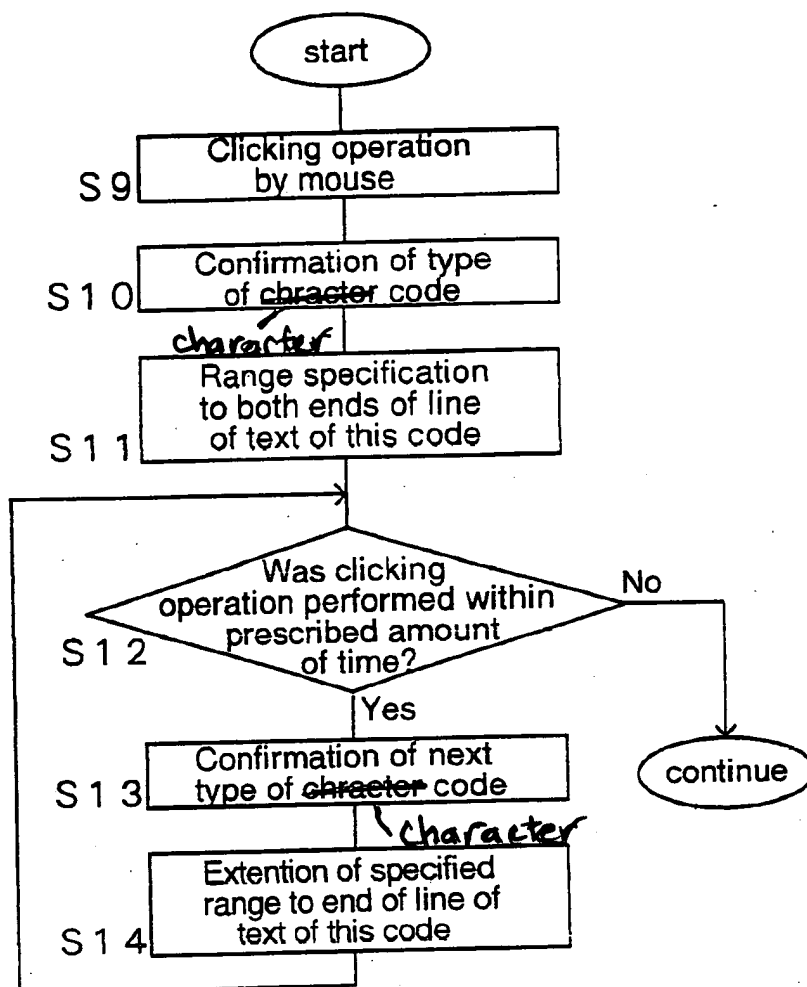 start
Clicking operation
by mouse
S9
Confirmation of type
of chracter code
S10
character
Range specification
to both ends of line
of text of this code
S11
Was clicking
operation performed within
prescribed amount
of time?
S12
No
Yes
continue
Confirmation of next
type of chracter code
S13
character
Extention of specified
range to end of line of
text of this code
S14